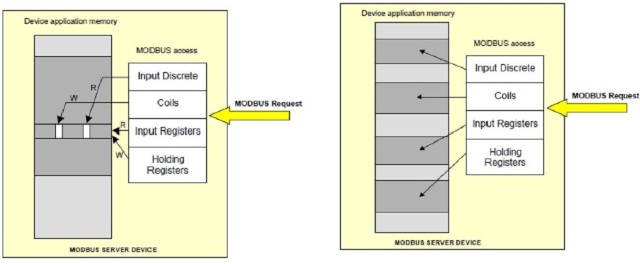 Device application memory
MODBUS access
Input Discrete
R
W
Coils
MODBUS Request
Input Registers
R
W
Holding
Registers
MODBUS SERVER DEVICE
Device application memory
MODBUS access
Input Discrete
Coils
MODBUS Request
Input Registers
Holding
Registers
MODBUS SERVER DEVICE